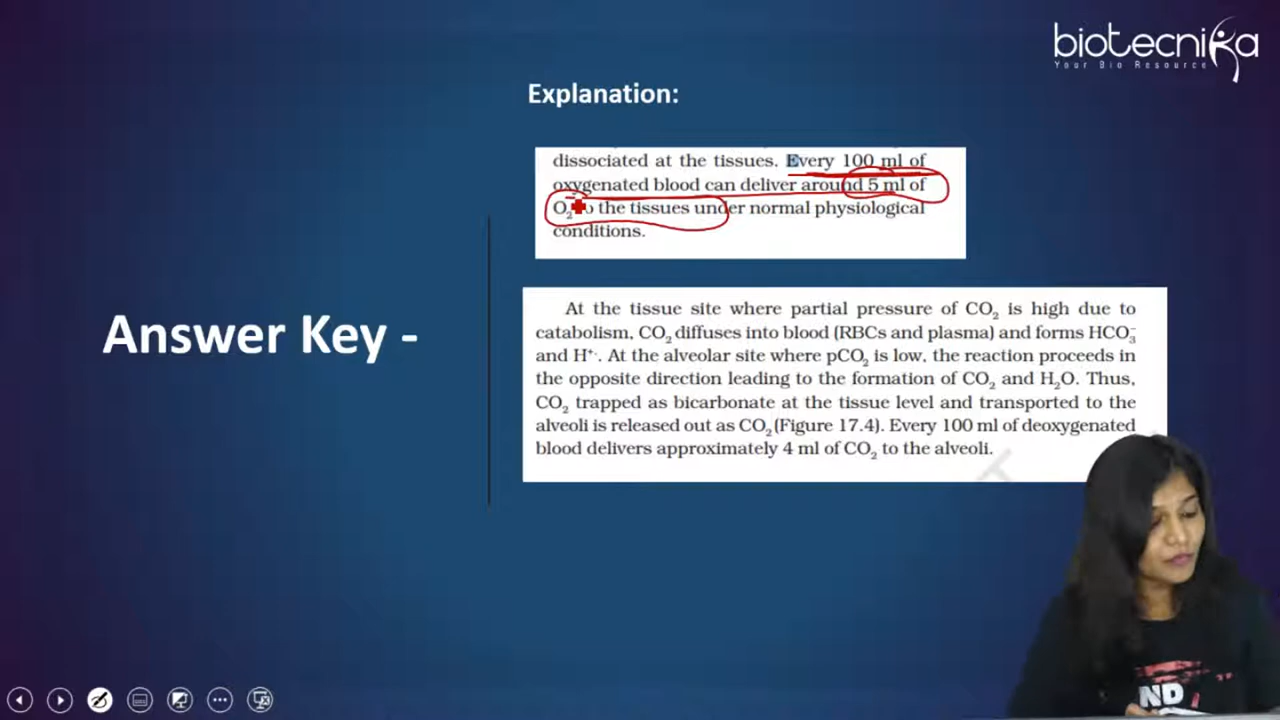 biotecnika
Your Bio Resource
Explanation:
dissociated at the tissues. Every 100 ml of
oxygenated blood can deliver around 5 ml of
O₂ to the tissues under normal physiological
conditions.
Answer Key -
At the tissue site where partial pressure of CO₂ is high due to
catabolism, CO₂ diffuses into blood (RBCs and plasma) and forms HCO₃⁻
and H⁺. At the alveolar site where pCO₂ is low, the reaction proceeds in
the opposite direction leading to the formation of CO₂ and H₂O. Thus,
CO₂ trapped as bicarbonate at the tissue level and transported to the
alveoli is released out as CO₂ (Figure 17.4). Every 100 ml of deoxygenated
blood delivers approximately 4 ml of CO₂ to the alveoli.
ND